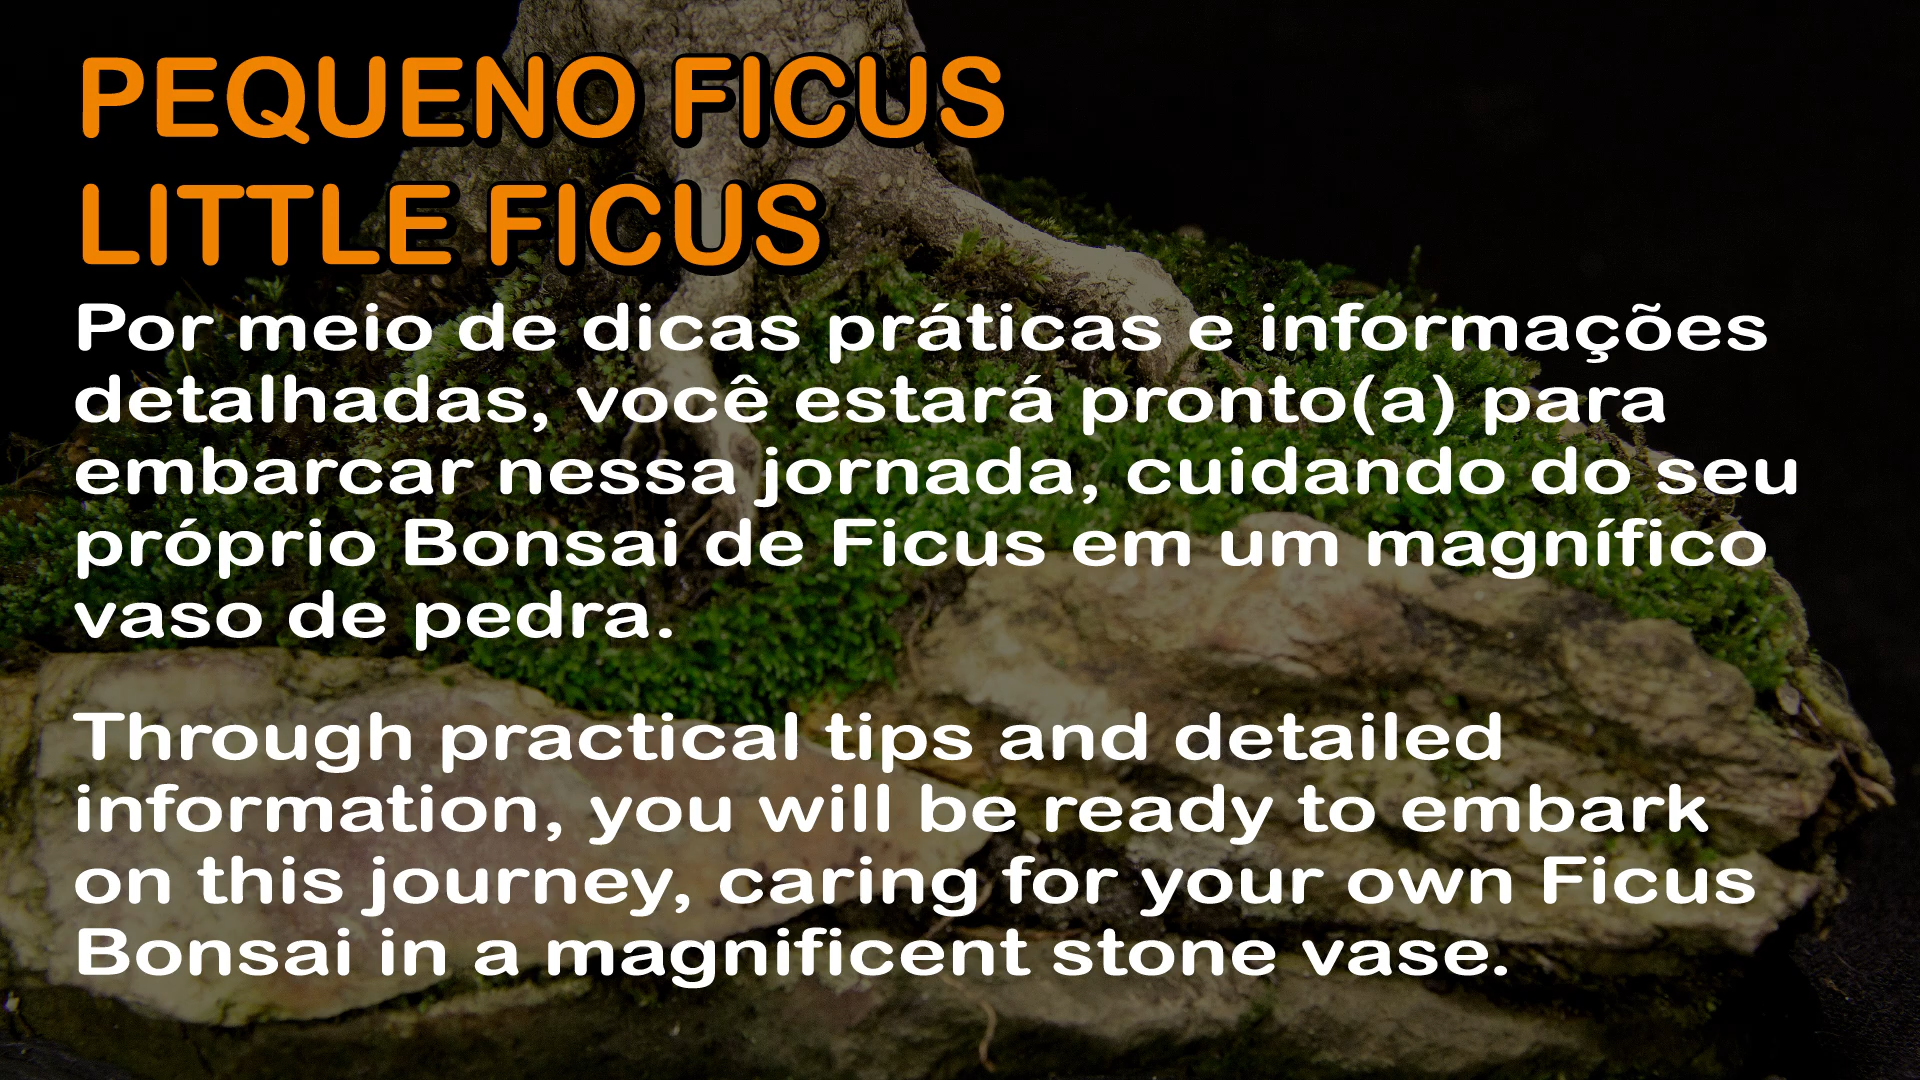 PEQUENO FICUS
LITTLE FICUS
Por meio de dicas práticas e informações
detalhadas, você estará pronto(a) para
embarcar nessa jornada, cuidando do seu
próprio Bonsai de Ficus em um magnífico
vaso de pedra.
Through practical tips and detailed
information, you will be ready to embark
on this journey, caring for your own Ficus
Bonsai in a magnificent stone vase.